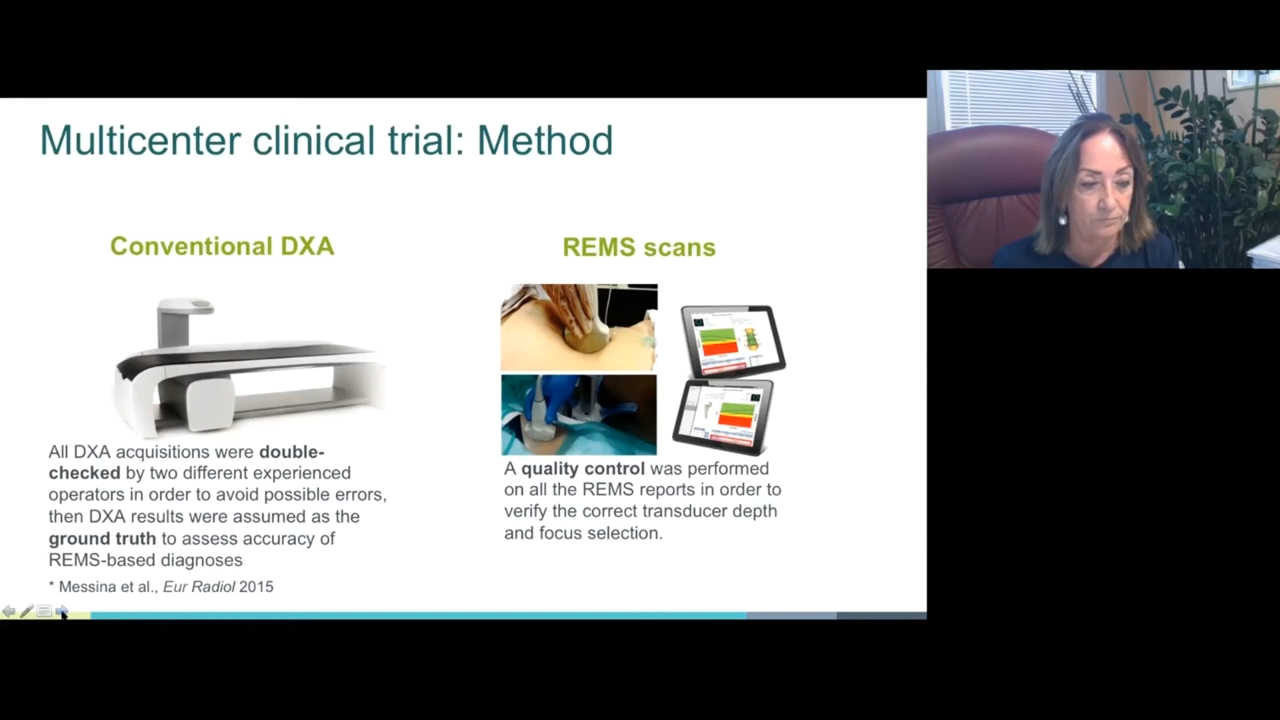 Multicenter clinical trial: Method
Conventional DXA
All DXA acquisitions were double-
checked by two different experienced
operators in order to avoid possible errors,
then DXA results were assumed as the
ground truth to assess accuracy of
REMS-based diagnoses
* Messina et al., Eur Radiol 2015
REMS scans
A quality control was performed
on all the REMS reports in order to
verify the correct transducer depth
and focus selection.